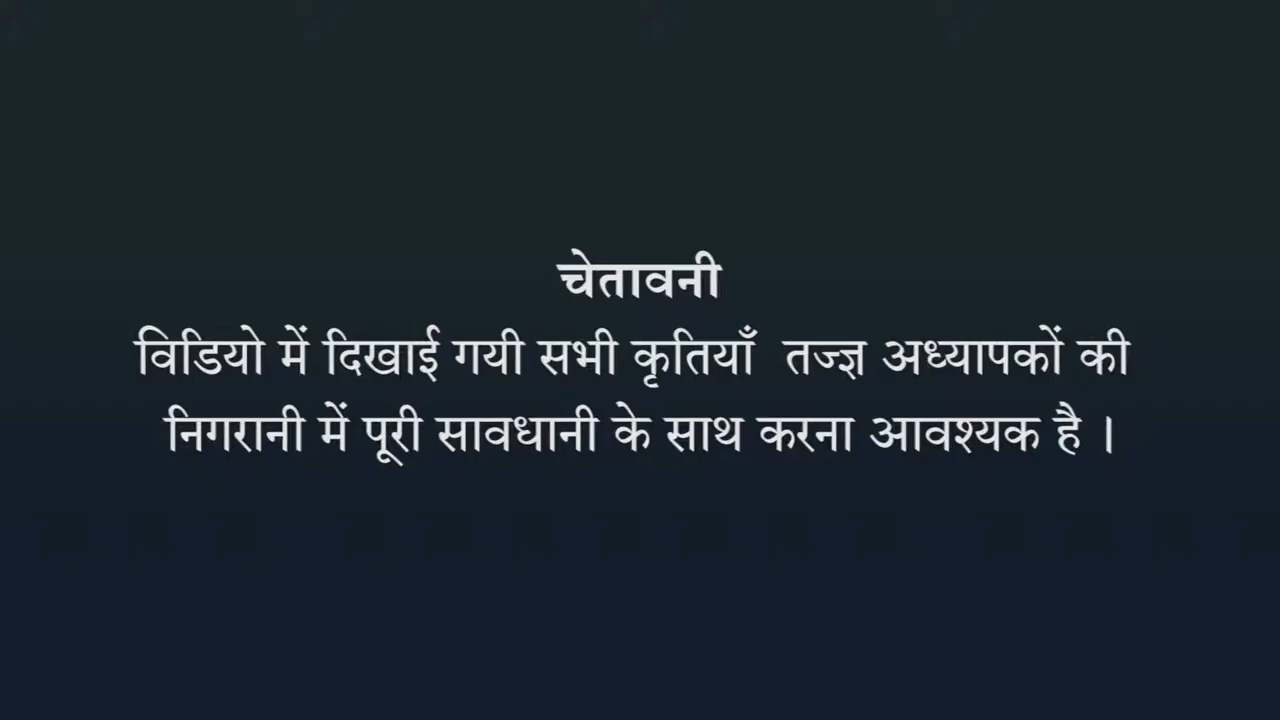 चेतावनी
विडियो में दिखाई गयी सभी कृतियाँ तज्ज्ञ अध्यापकों की
निगरानी में पूरी सावधानी के साथ करना आवश्यक है ।